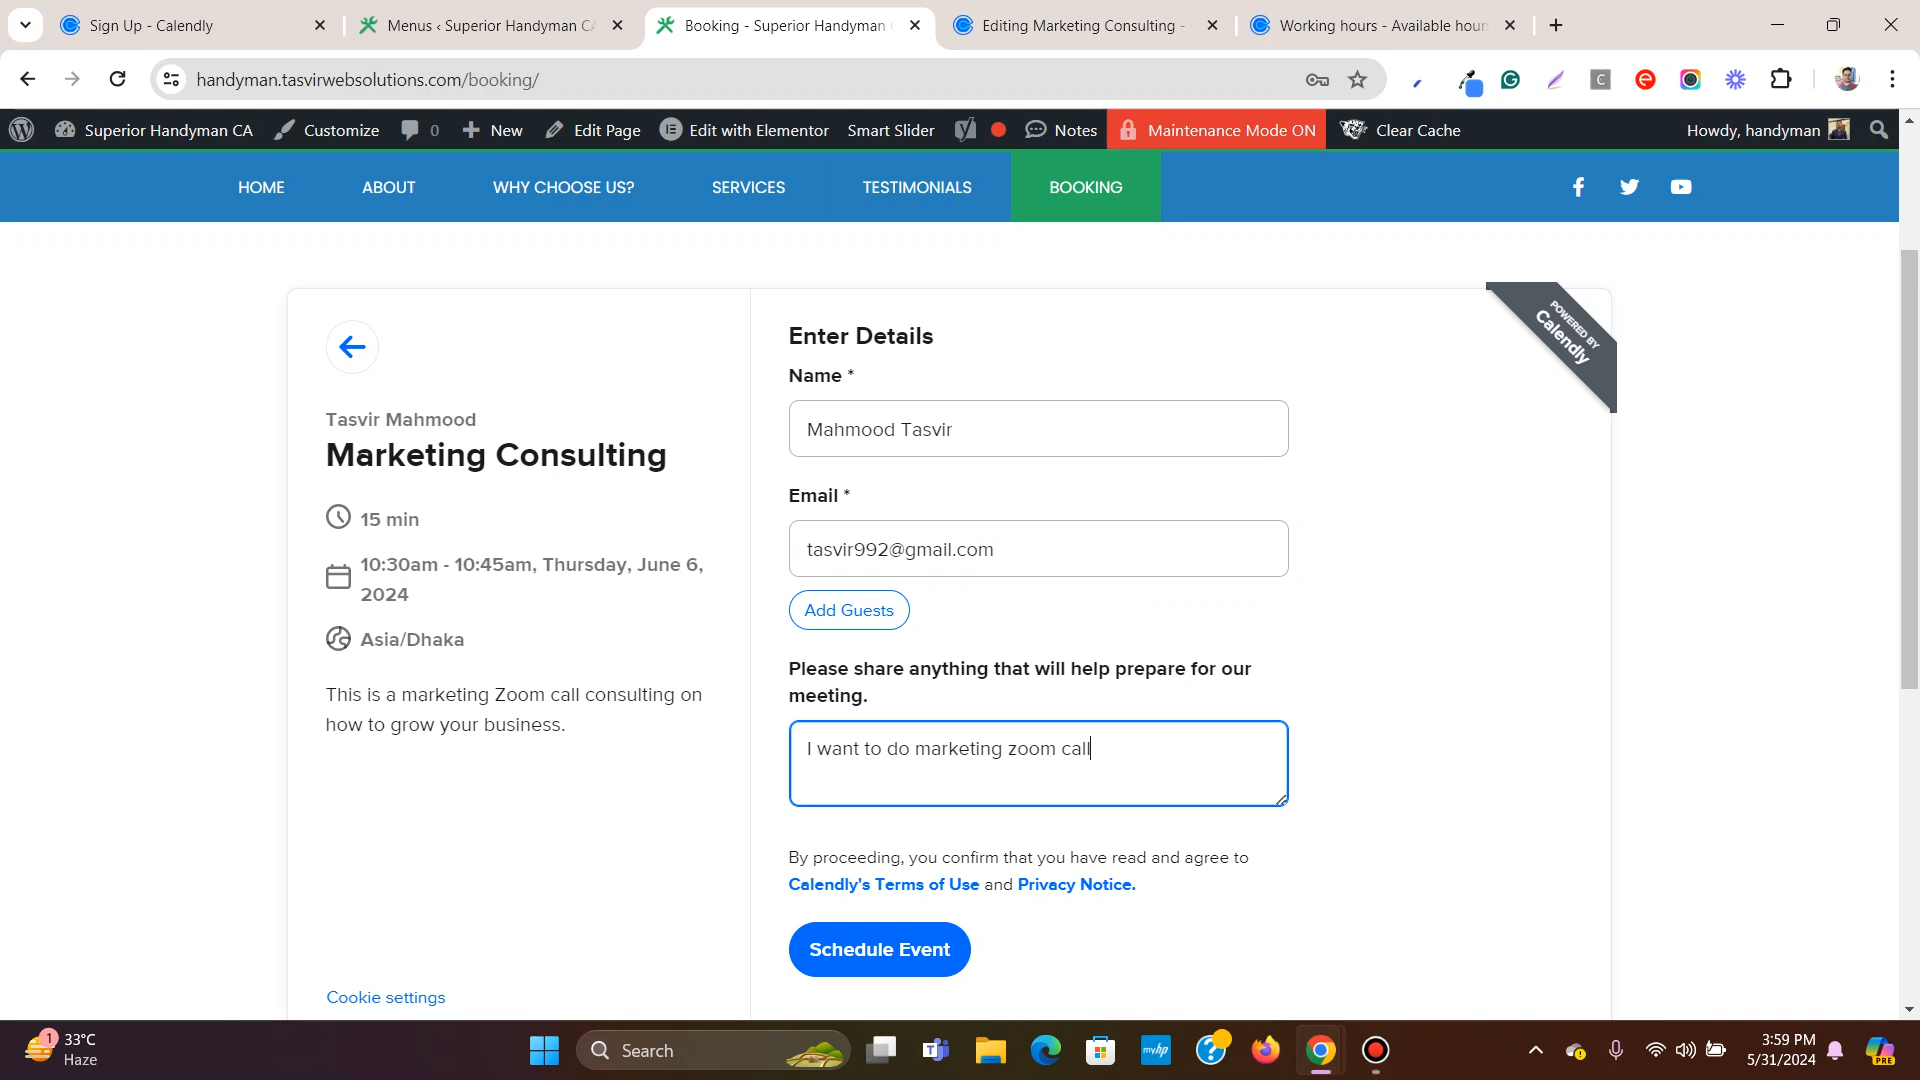 Sign Up - Calendly
Menus ‹ Superior Handyman CA
Booking - Superior Handyman
Editing Marketing Consulting -
Working hours - Available hour
handyman.tasvirwebsolutions.com/booking/
Superior Handyman CA
Customize
0
New
Edit Page
Edit with Elementor
Smart Slider
Notes
Maintenance Mode ON
Clear Cache
Howdy, handyman
HOME
ABOUT
WHY CHOOSE US?
SERVICES
TESTIMONIALS
BOOKING
POWERED BY
Calendly
Tasvir Mahmood
Marketing Consulting
15 min
10:30am - 10:45am, Thursday, June 6,
2024
Asia/Dhaka
This is a marketing Zoom call consulting on
how to grow your business.
Cookie settings
Enter Details
Name *
Mahmood Tasvir
Email *
tasvir992@gmail.com
Add Guests
Please share anything that will help prepare for our
meeting.
I want to do marketing zoom call
By proceeding, you confirm that you have read and agree to
Calendly's Terms of Use and Privacy Notice.
Schedule Event
1
33°C
Haze
Search
myhp
3:59 PM
5/31/2024
PRE